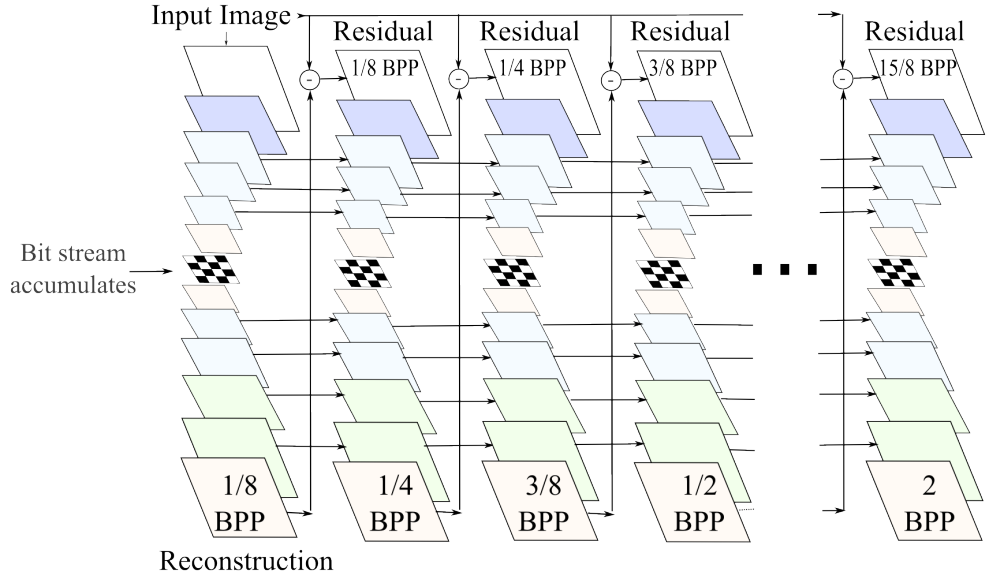 Input Image
Residual
Residual
Residual
Residual
1/8 BPP
1/4 BPP
3/8 BPP
15/8 BPP
-
-
-
-
Bit stream
accumulates
1/8
BPP
1/4
BPP
3/8
BPP
1/2
BPP
2
BPP
Reconstruction